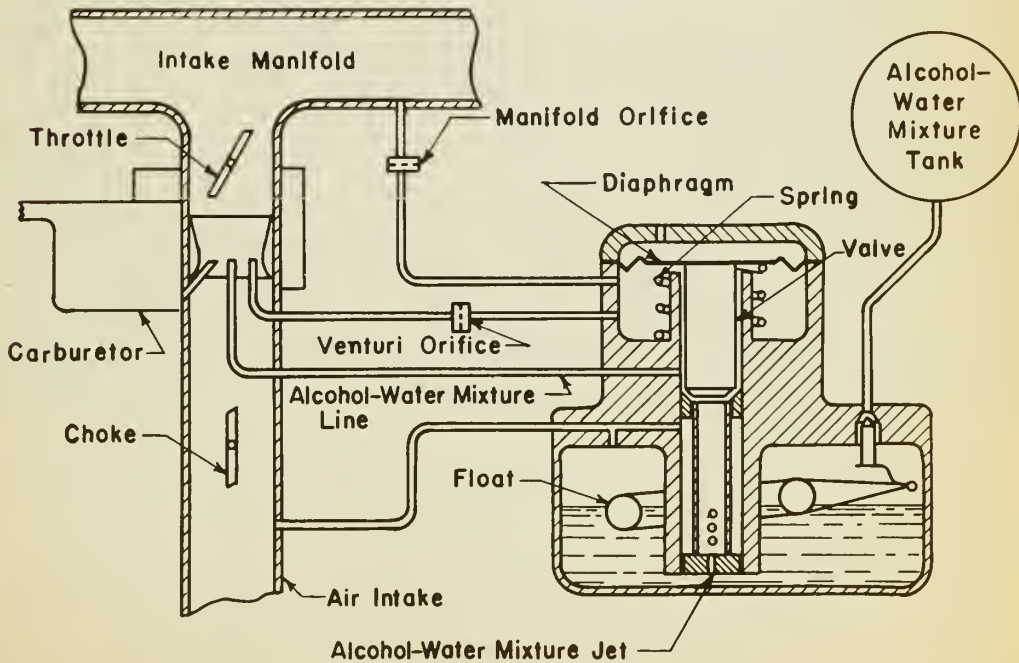 Intake Manifold
Throttle
Manifold Orifice
Alcohol-
Water
Mixture
Tank
Diaphragm
Spring
Valve
Carburetor
Venturi Orifice
Alcohol-Water Mixture
Line
Choke
Float
Air Intake
Alcohol-Water Mixture Jet